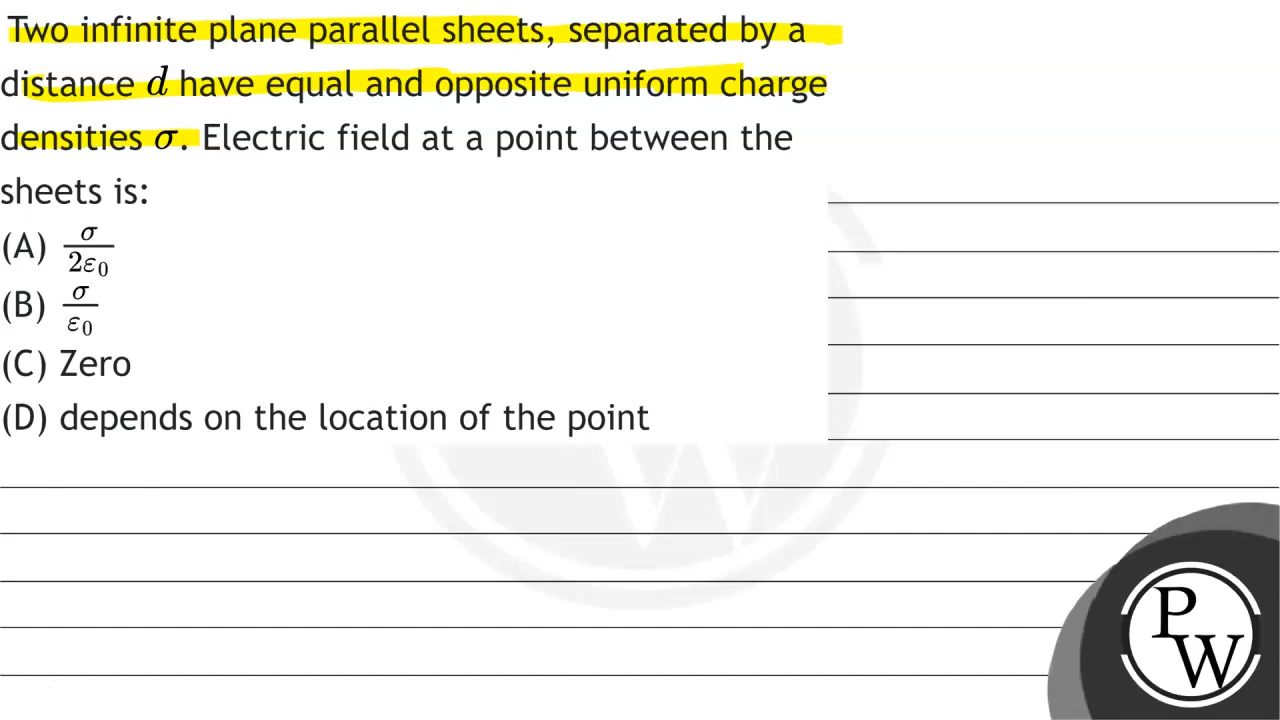 Two infinite plane parallel sheets, separated by a
distance d have equal and opposite uniform charge
densities σ. Electric field at a point between the
sheets is:
(A) σ/2ε₀
(B) σ/ε₀
(C) Zero
(D) depends on the location of the point
P
W